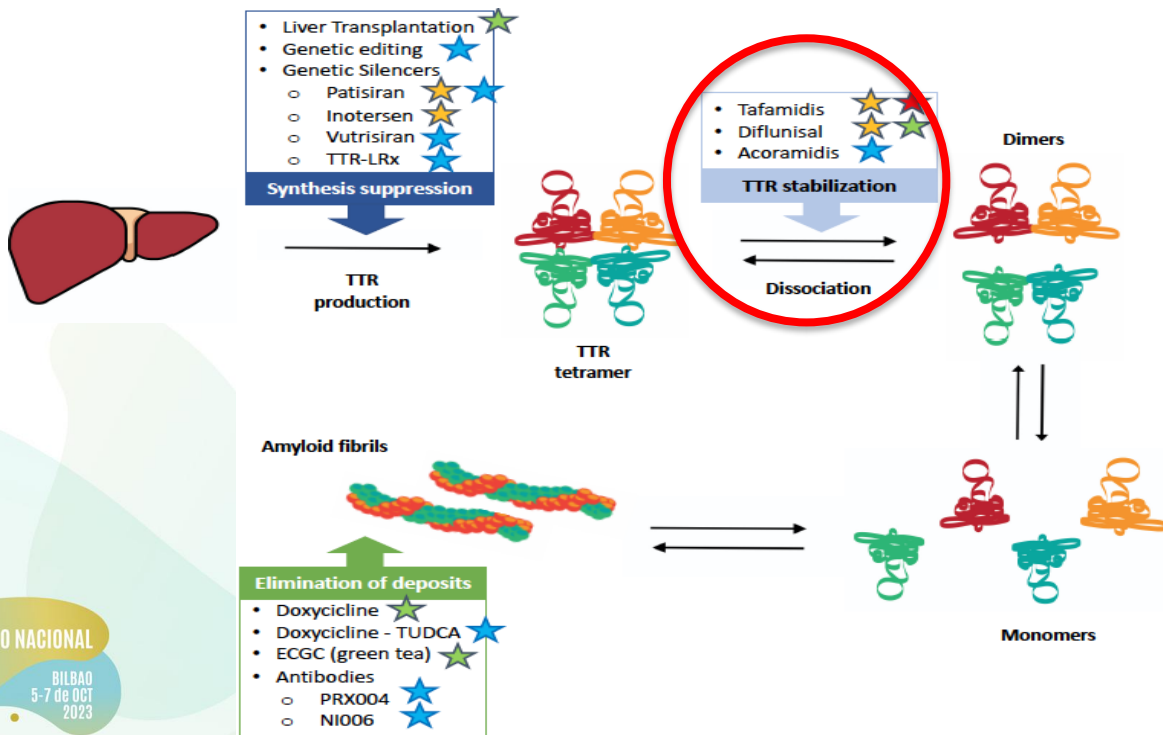 • Liver Transplantation
• Genetic editing
• Genetic Silencers
o Patisiran
o Inotersen
o Vutrisiran
o TTR-LRx
Synthesis suppression
TTR
production
TTR
tetramer
• Tafamidis
• Diflunisal
• Acoramidis
TTR stabilization
Dissociation
Dimers
Monomers
Amyloid fibrils
Elimination of deposits
• Doxycicline
• Doxycicline - TUDCA
• ECGC (green tea)
• Antibodies
o PRX004
o NI006
O NACIONAL
BILBAO
5-7 de OCT
2023